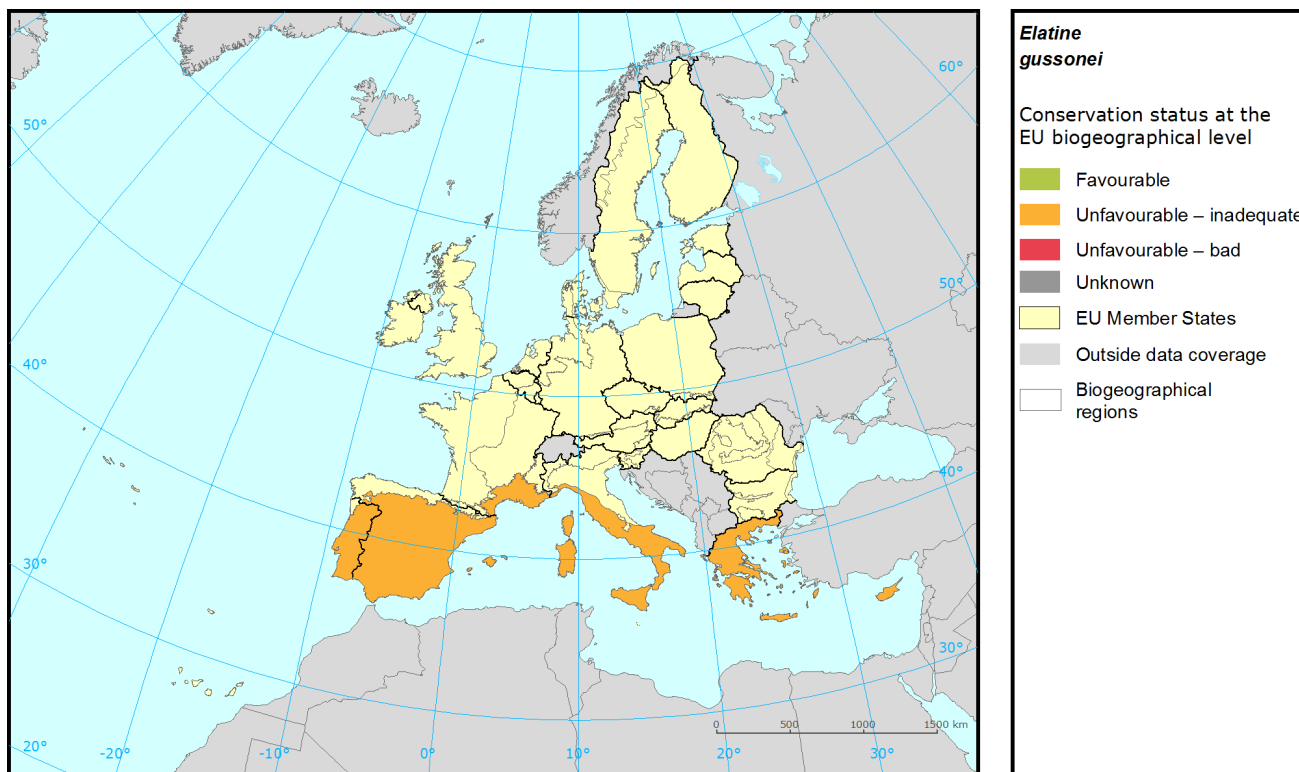 Elatine
gussonei
Conservation status at the
EU biogeographical level
Favourable
Unfavourable – inadequate
Unfavourable – bad
Unknown
EU Member States
Outside data coverage
Biogeographical
regions
60°
50°
50°
40°
40°
30°
30°
20°
-20°
-10°
0°
10°
20°
30°
0
500
1000
1500 km